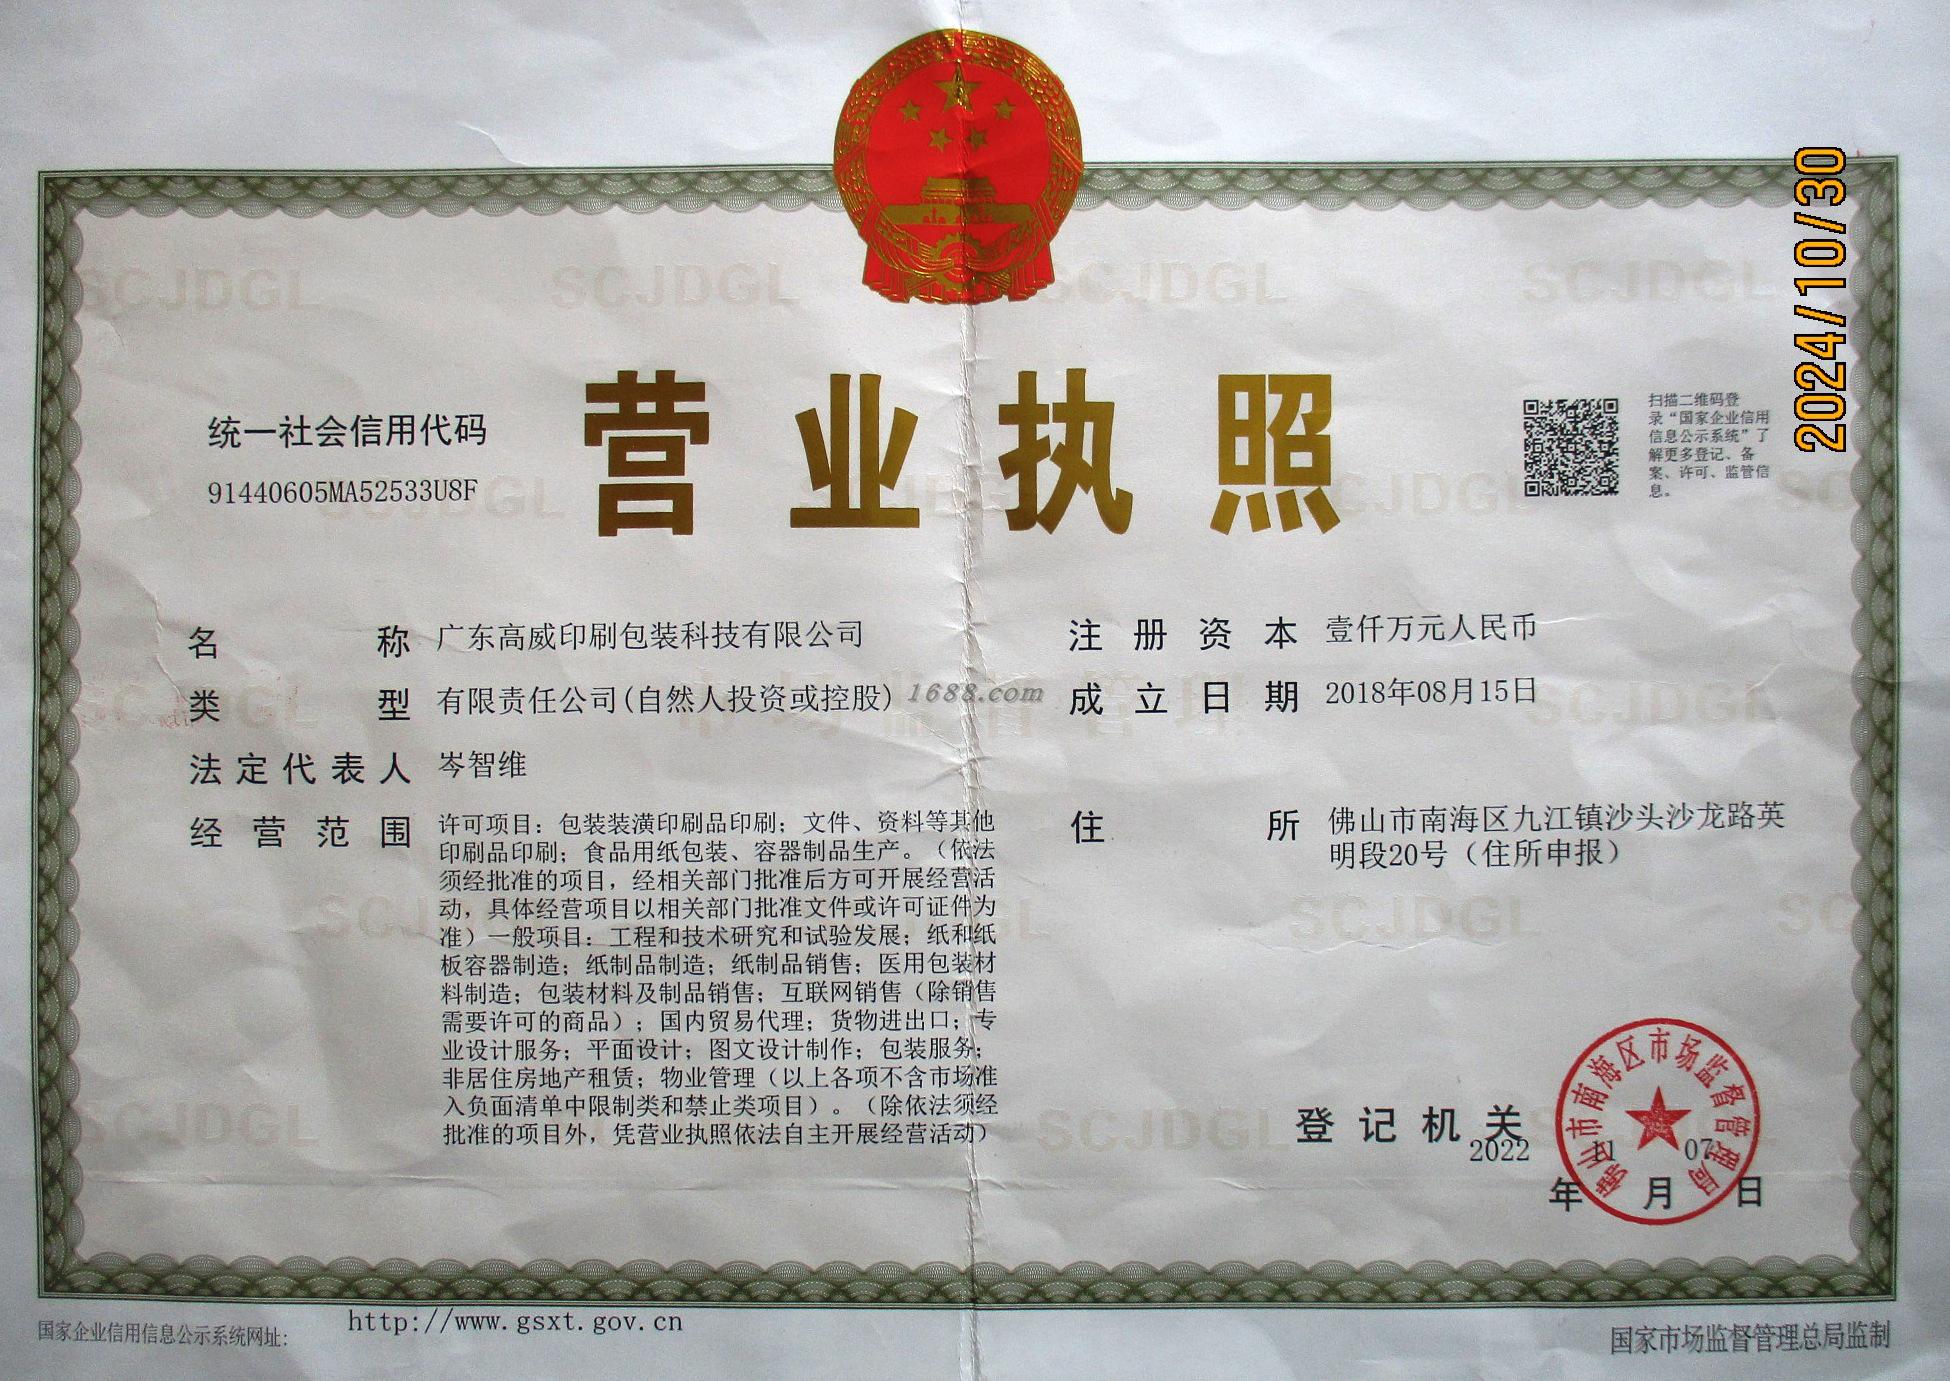 2024/10/30
SCJDGL SCJDGL SCJDGL SCJDGL
营业执照
统一社会信用代码
91440605MA52533U8F
扫描二维码登
录“国家企业信用
信息公示系统”了
解更多登记、备
案、许可、监管信
息。
名称 广东高威印刷包装科技有限公司
类型 有限责任公司(自然人投资或控股)
1688.com
法定代表人 岑智维
经营范围 许可项目：包装装潢印刷品印刷；文件、资料等其他
印刷品印刷；食品用纸包装、容器制品生产。（依法
须经批准的项目，经相关部门批准后方可开展经营活
动，具体经营项目以相关部门批准文件或许可证件为
准）一般项目：工程和技术研究和试验发展；纸和纸
板容器制造；纸制品制造；纸制品销售；医用包装材
料制造；包装材料及制品销售；互联网销售（除销售
需要许可的商品）；国内贸易代理；货物进出口；专
业设计服务；平面设计；图文设计制作；包装服务；
非居住房地产租赁；物业管理（以上各项不含市场准
入负面清单中限制类和禁止类项目）。（除依法须经
批准的项目外，凭营业执照依法自主开展经营活动）
注册资本 壹仟万元人民币
成立日期 2018年08月15日
住所 佛山市南海区九江镇沙头沙龙路英
明段20号（住所申报）
登记机关
佛山市南海区市场监督管理局
2022 11 07
年 月 日
国家企业信用信息公示系统网址:
http://www.gsxt.gov.cn
国家市场监督管理总局监制